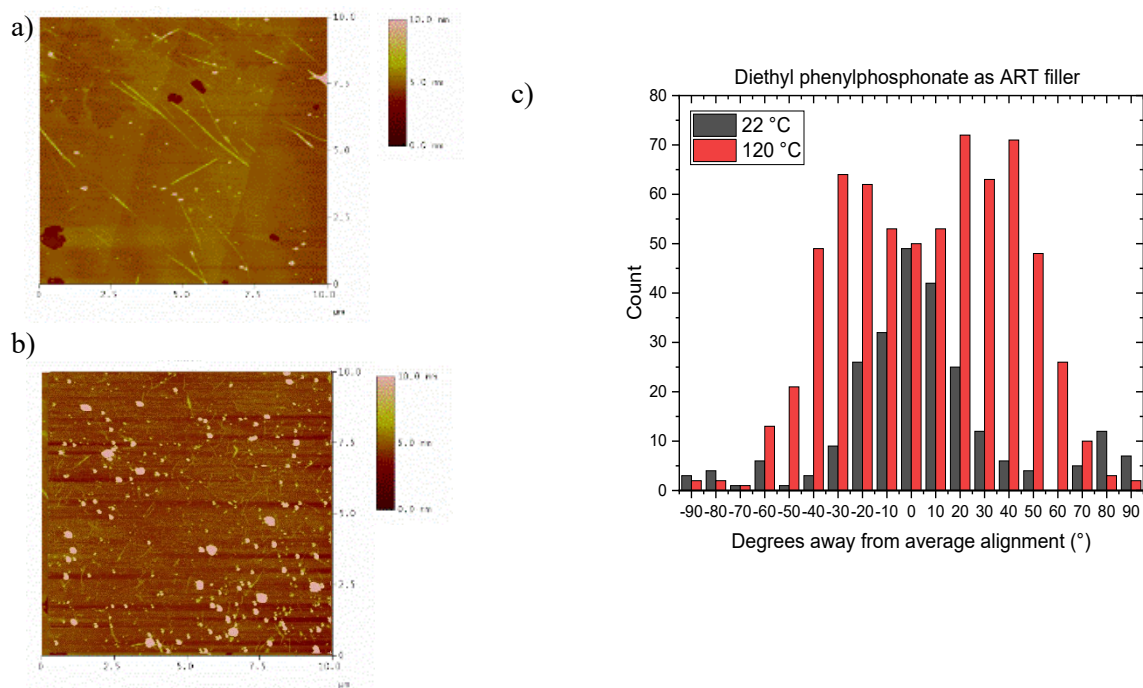 a)
10.0 nm
5.0 nm
0.0 nm
10.0
7.5
5.0
2.5
0
0 2.5 5.0 7.5 10.0
μm
b)
10.0 nm
5.0 nm
0.0 nm
10.0
7.5
5.0
2.5
0
0 2.5 5.0 7.5 10.0
μm
c)
Diethyl phenylphosphonate as ART filler
22 °C
120 °C
80
70
60
50
40
30
20
10
0
Count
-90 -80 -70 -60 -50 -40 -30 -20 -10 0 10 20 30 40 50 60 70 80 90
Degrees away from average alignment (°)